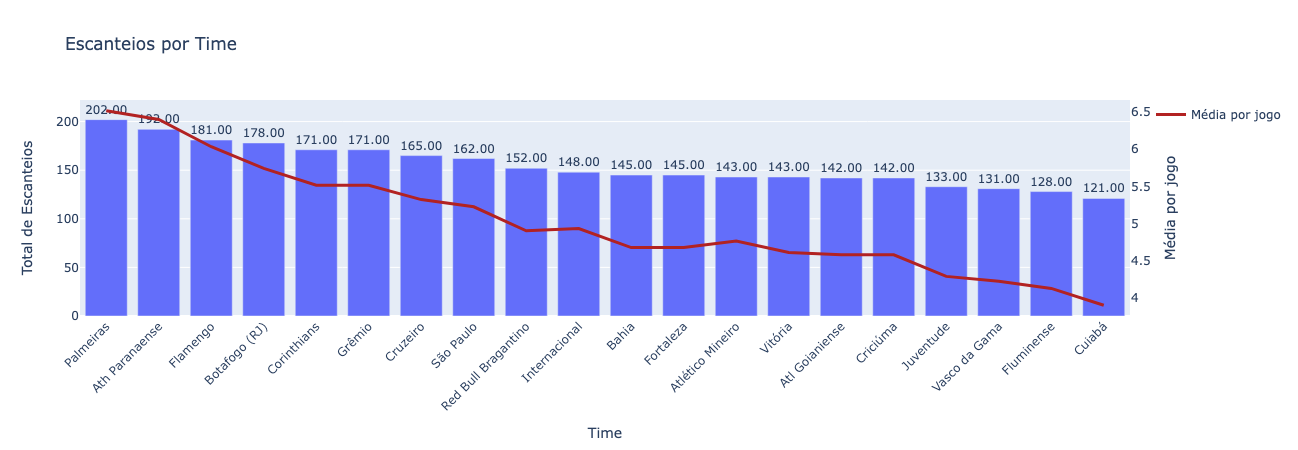 Escanteios por Time
Total de Escanteios
200
150
100
50
0
202.00
192.00
181.00
178.00
171.00
171.00
165.00
162.00
152.00
148.00
145.00
145.00
143.00
143.00
142.00
142.00
133.00
131.00
128.00
121.00
6.5
6
5.5
5
4.5
4
Média por jogo
Média por jogo
Palmeiras
Ath Paranaense
Flamengo
Botafogo (RJ)
Corinthians
Grêmio
Cruzeiro
São Paulo
Red Bull Bragantino
Internacional
Bahia
Fortaleza
Atlético Mineiro
Vitória
Atl Goianiense
Criciúma
Juventude
Vasco da Gama
Fluminense
Cuiabá
Time